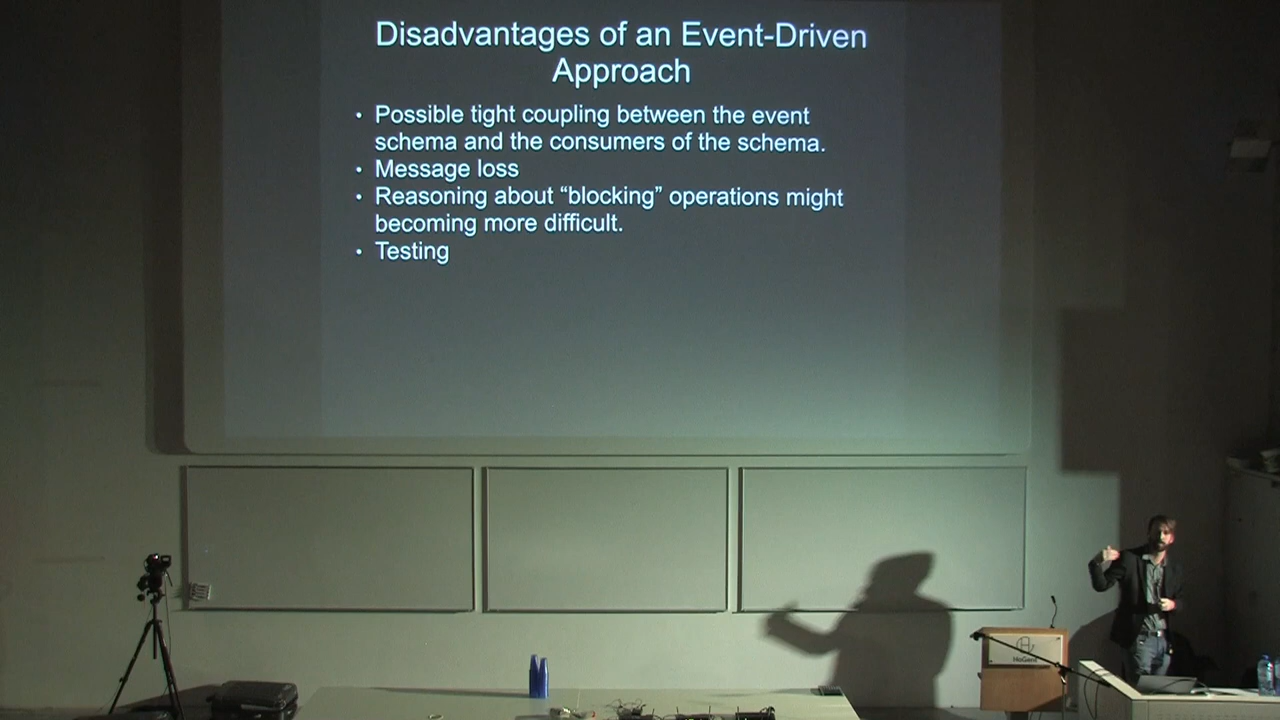 Disadvantages of an Event-Driven
Approach
• Possible tight coupling between the event
schema and the consumers of the schema.
• Message loss
• Reasoning about “blocking” operations might
becoming more difficult.
• Testing
HoGent